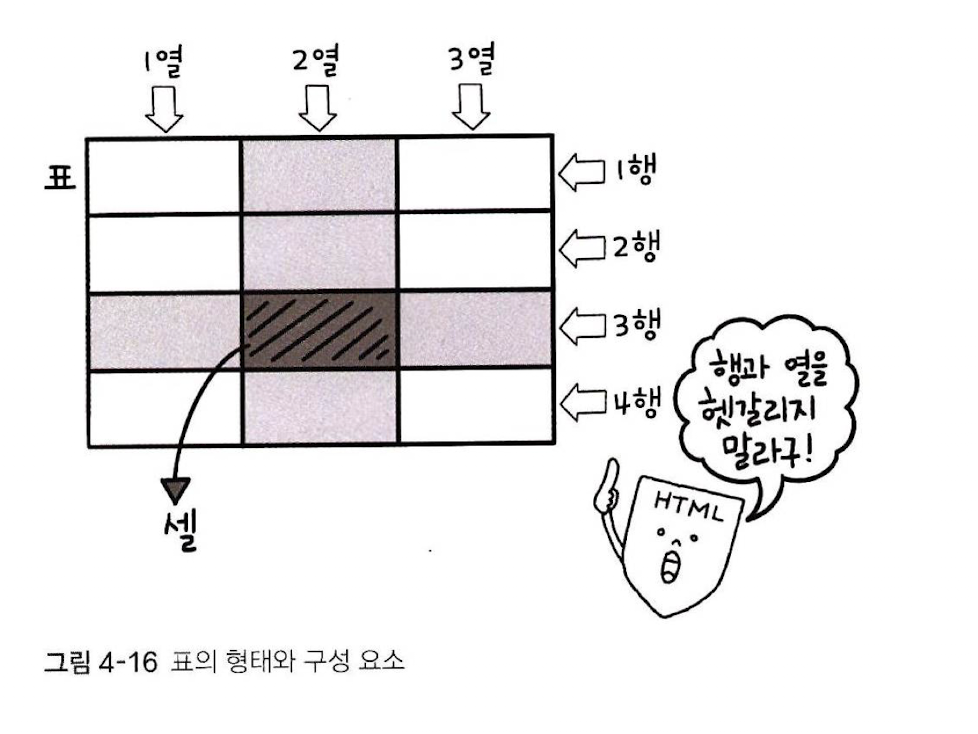 1열 2열 3열
표
1행
2행
3행
4행
행과 열을
헷갈리지
말라구!
HTML
셀
그림 4-16 표의 형태와 구성 요소